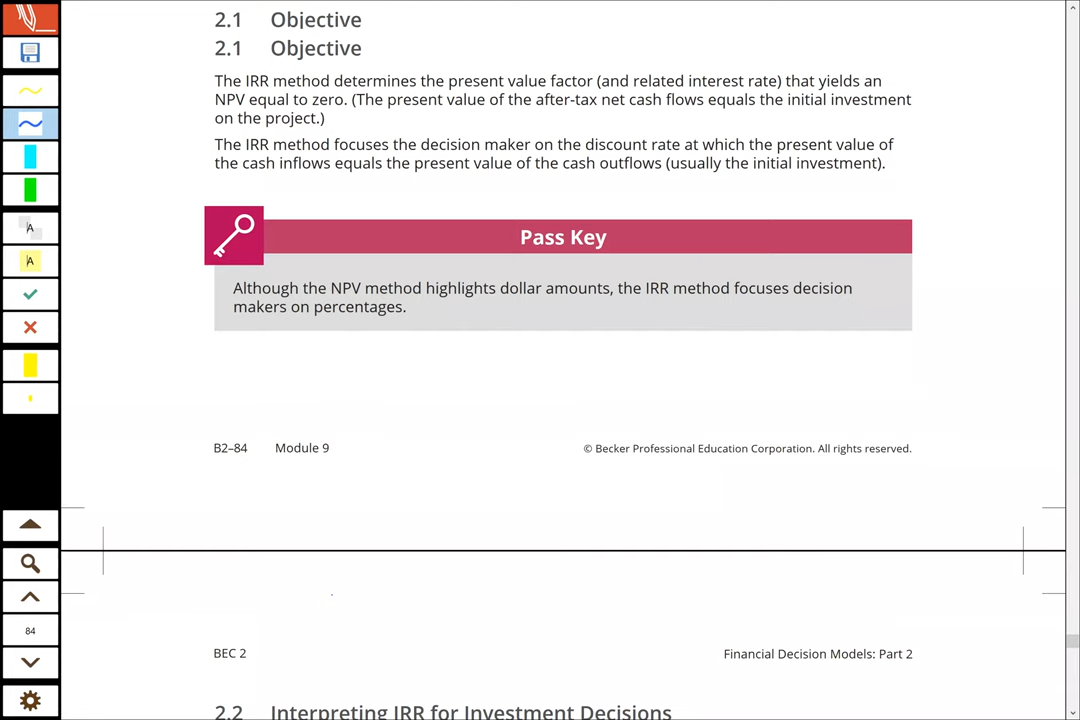 2.1 Objective
2.1 Objective
The IRR method determines the present value factor (and related interest rate) that yields an
NPV equal to zero. (The present value of the after-tax net cash flows equals the initial investment
on the project.)
The IRR method focuses the decision maker on the discount rate at which the present value of
the cash inflows equals the present value of the cash outflows (usually the initial investment).
Pass Key
Although the NPV method highlights dollar amounts, the IRR method focuses decision
makers on percentages.
B2–84 Module 9 © Becker Professional Education Corporation. All rights reserved.
BEC 2 Financial Decision Models: Part 2
2.2 Interpreting IRR for Investment Decisions
A
A
84